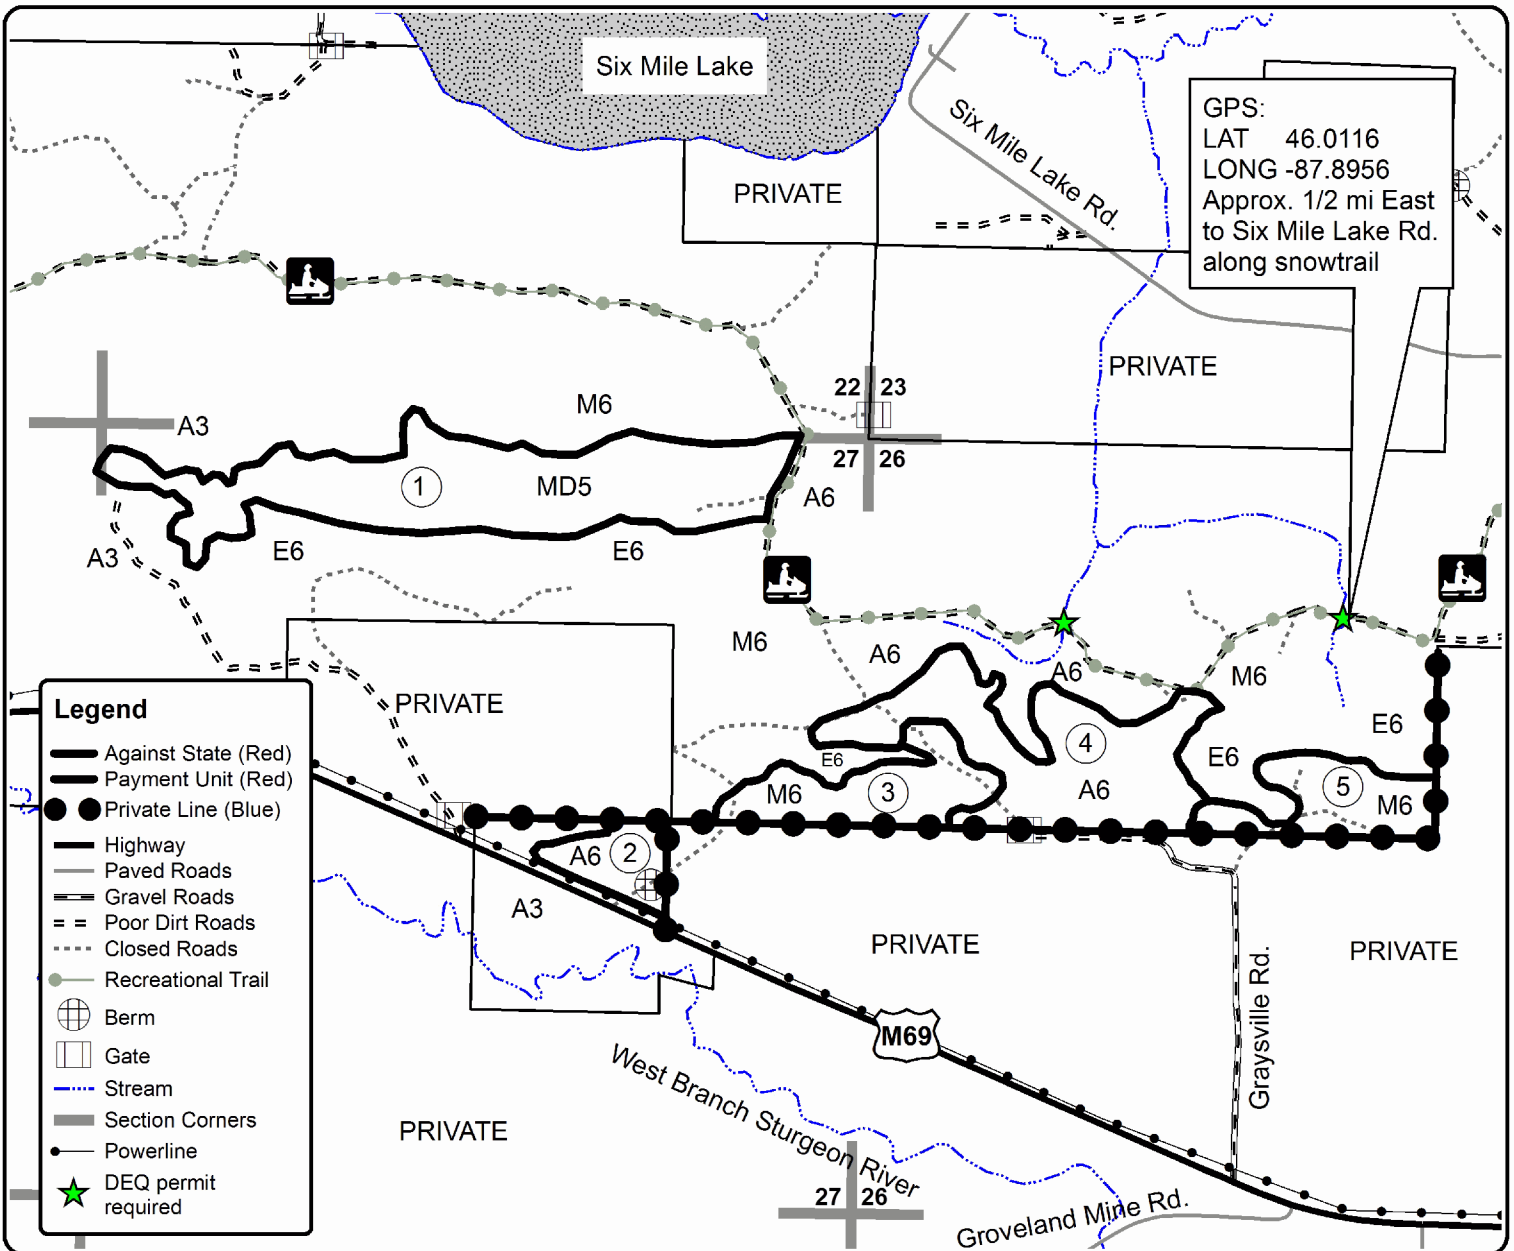 Six Mile Lake
Six Mile Lake Rd.
GPS:
LAT 46.0116
LONG -87.8956
Approx. 1/2 mi East
to Six Mile Lake Rd.
along snowtrail
PRIVATE
PRIVATE
22 23
27 26
A3
M6
1
MD5
A6
A3
E6
E6
M6
A6
A6
M6
E6
PRIVATE
4
E6
E6
M6
3
A6
5
M6
A6
2
A3
PRIVATE
PRIVATE
Graysville Rd.
M69
West Branch Sturgeon River
PRIVATE
27 26
Groveland Mine Rd.
Legend
Against State (Red)
Payment Unit (Red)
Private Line (Blue)
Highway
Paved Roads
Gravel Roads
Poor Dirt Roads
Closed Roads
Recreational Trail
Berm
Gate
Stream
Section Corners
Powerline
DEQ permit
required